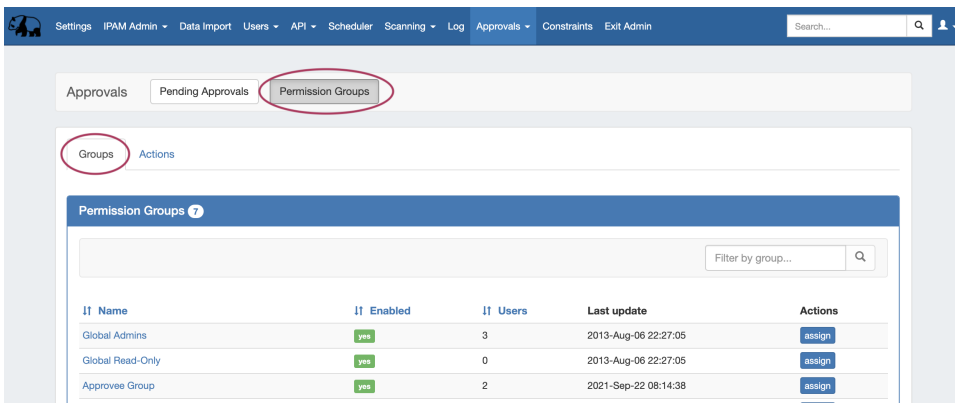 Settings IPAM Admin Data Import Users API Scheduler Scanning Log Approvals Constraints Exit Admin Search...
Approvals Pending Approvals Permission Groups
Groups Actions
Permission Groups 7
Filter by group...
Name Enabled Users Last update Actions
Global Admins yes 3 2013-Aug-06 22:27:05 assign
Global Read-Only yes 0 2013-Aug-06 22:27:05 assign
Approvee Group yes 2 2021-Sep-22 08:14:38 assign